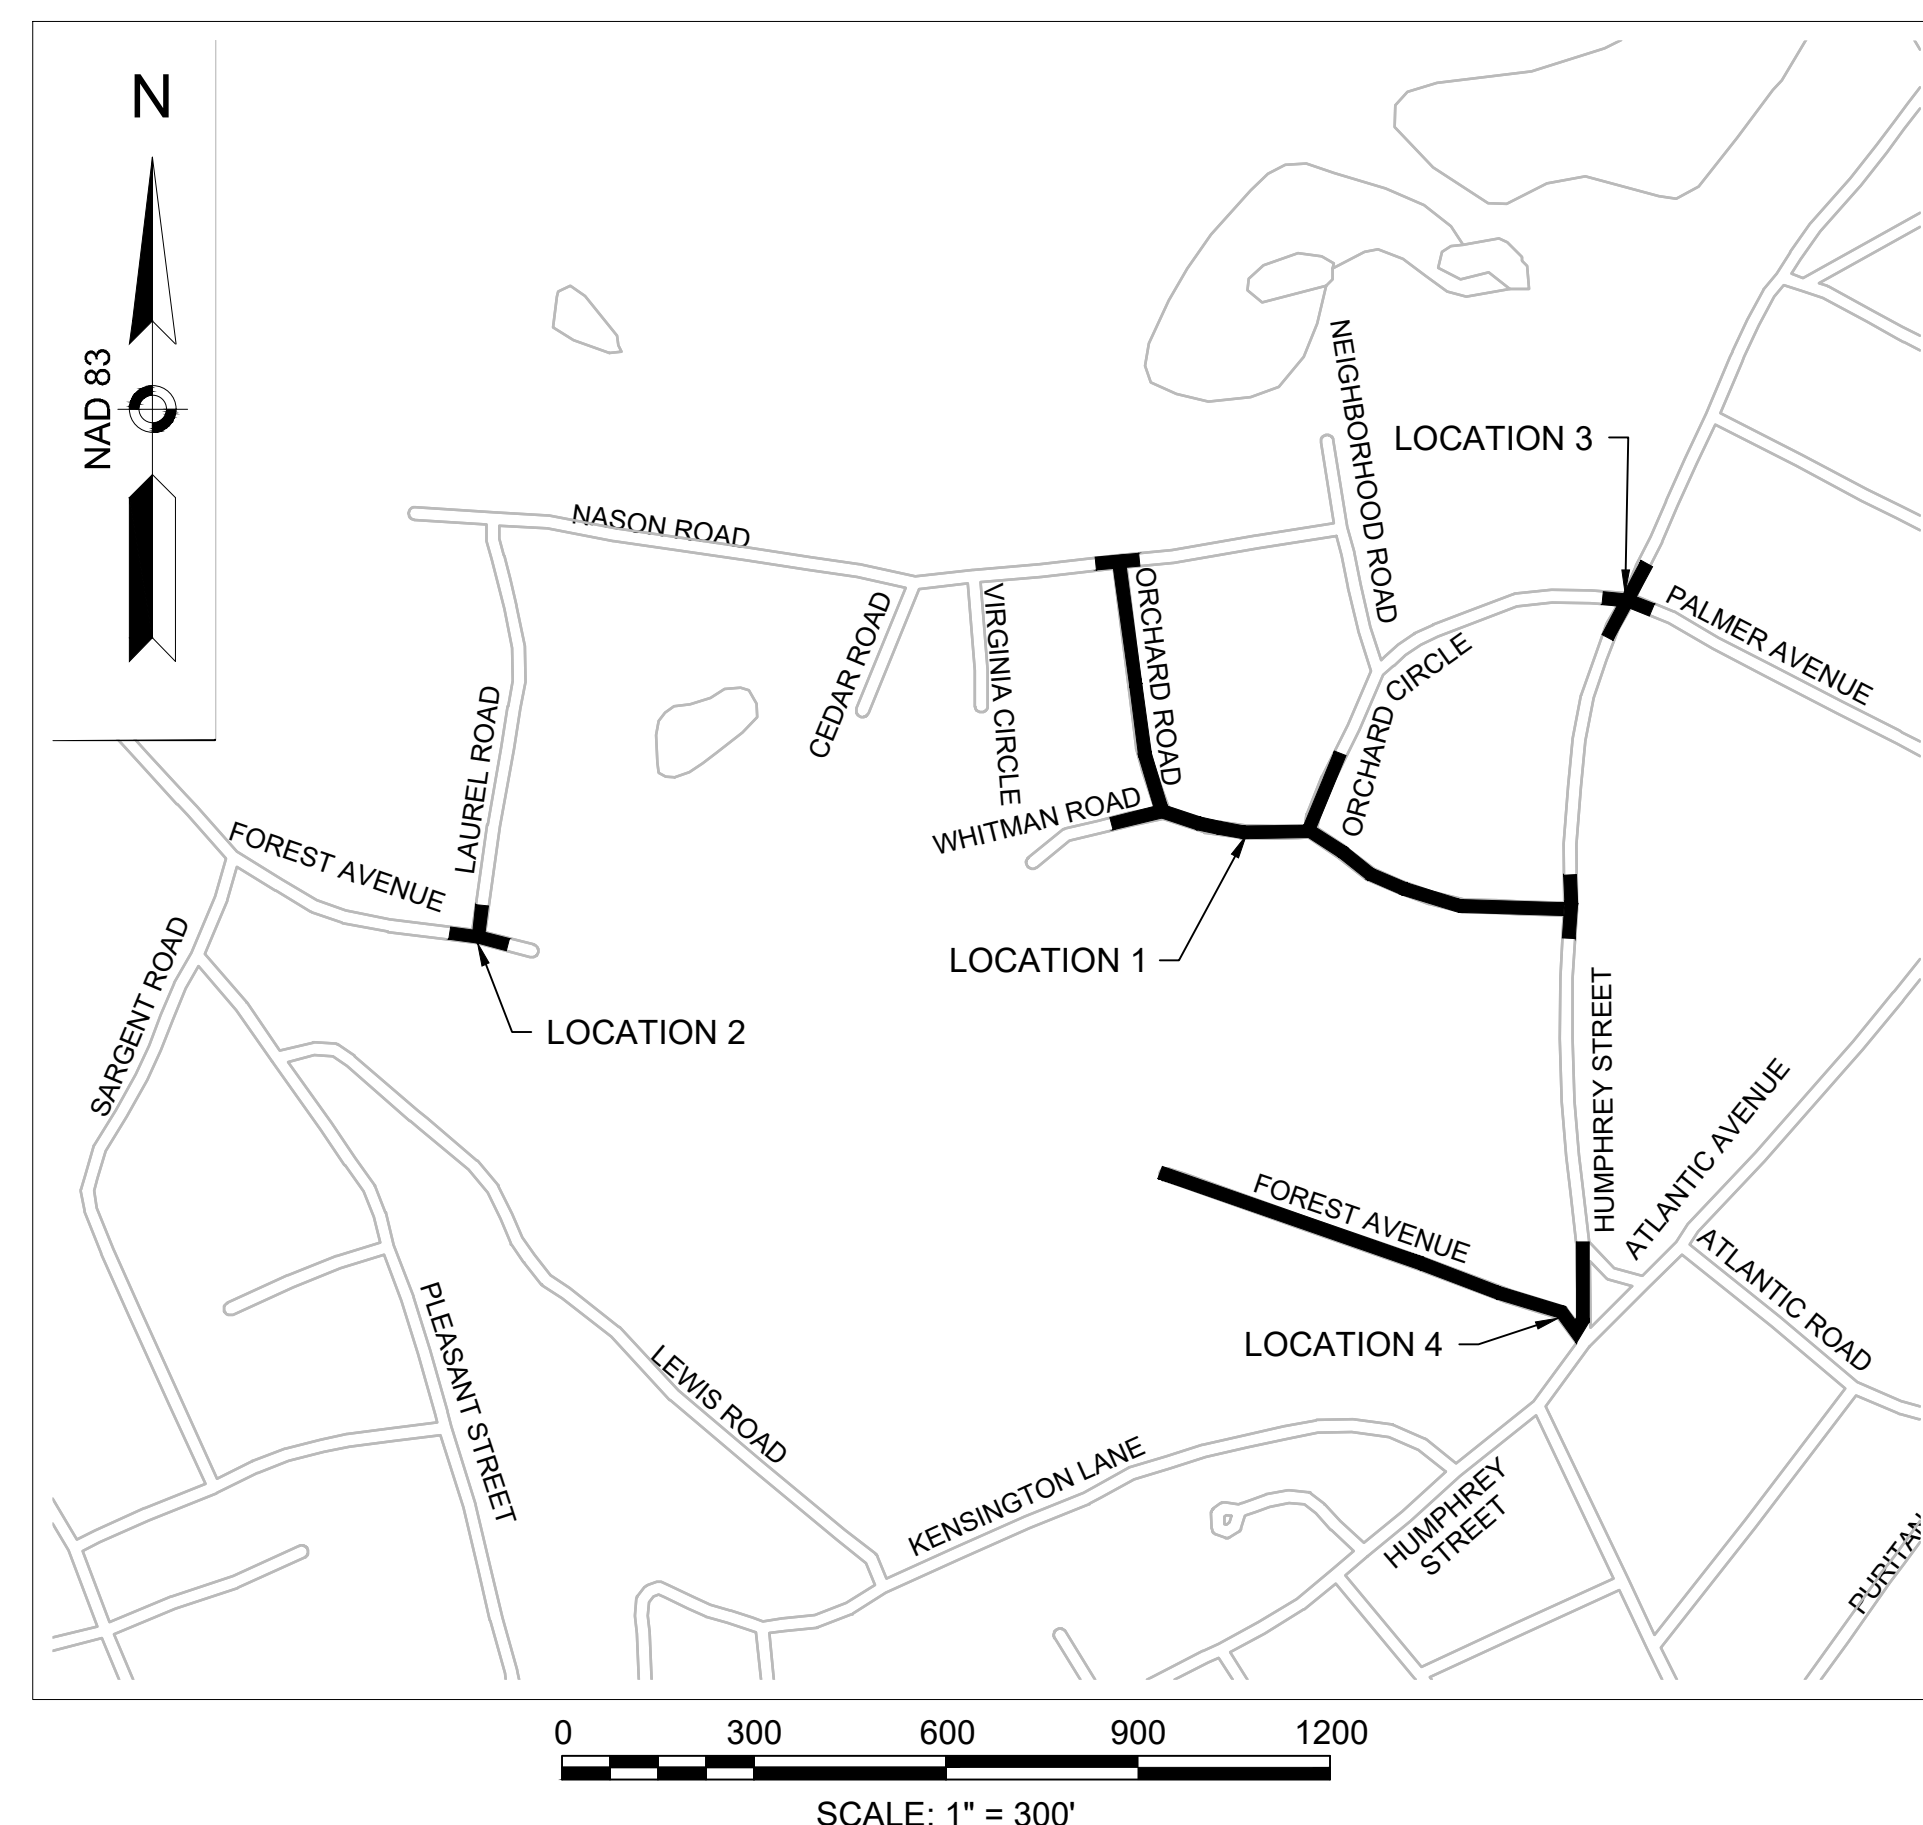 N
NAD 83
NEIGHBORHOOD ROAD
LOCATION 3
NASON ROAD
ORCHARD ROAD
VIRGINIA CIRCLE
CEDAR ROAD
PALMER AVENUE
ORCHARD CIRCLE
LAUREL ROAD
WHITMAN ROAD
FOREST AVENUE
SARGENT ROAD
LOCATION 1
LOCATION 2
HUMPHREY STREET
ATLANTIC AVENUE
FOREST AVENUE
ATLANTIC ROAD
PLEASANT STREET
LOCATION 4
LEWIS ROAD
KENSINGTON LANE
HUMPHREY
STREET
PURITAN
0 300 600 900 1200
SCALE: 1" = 300'